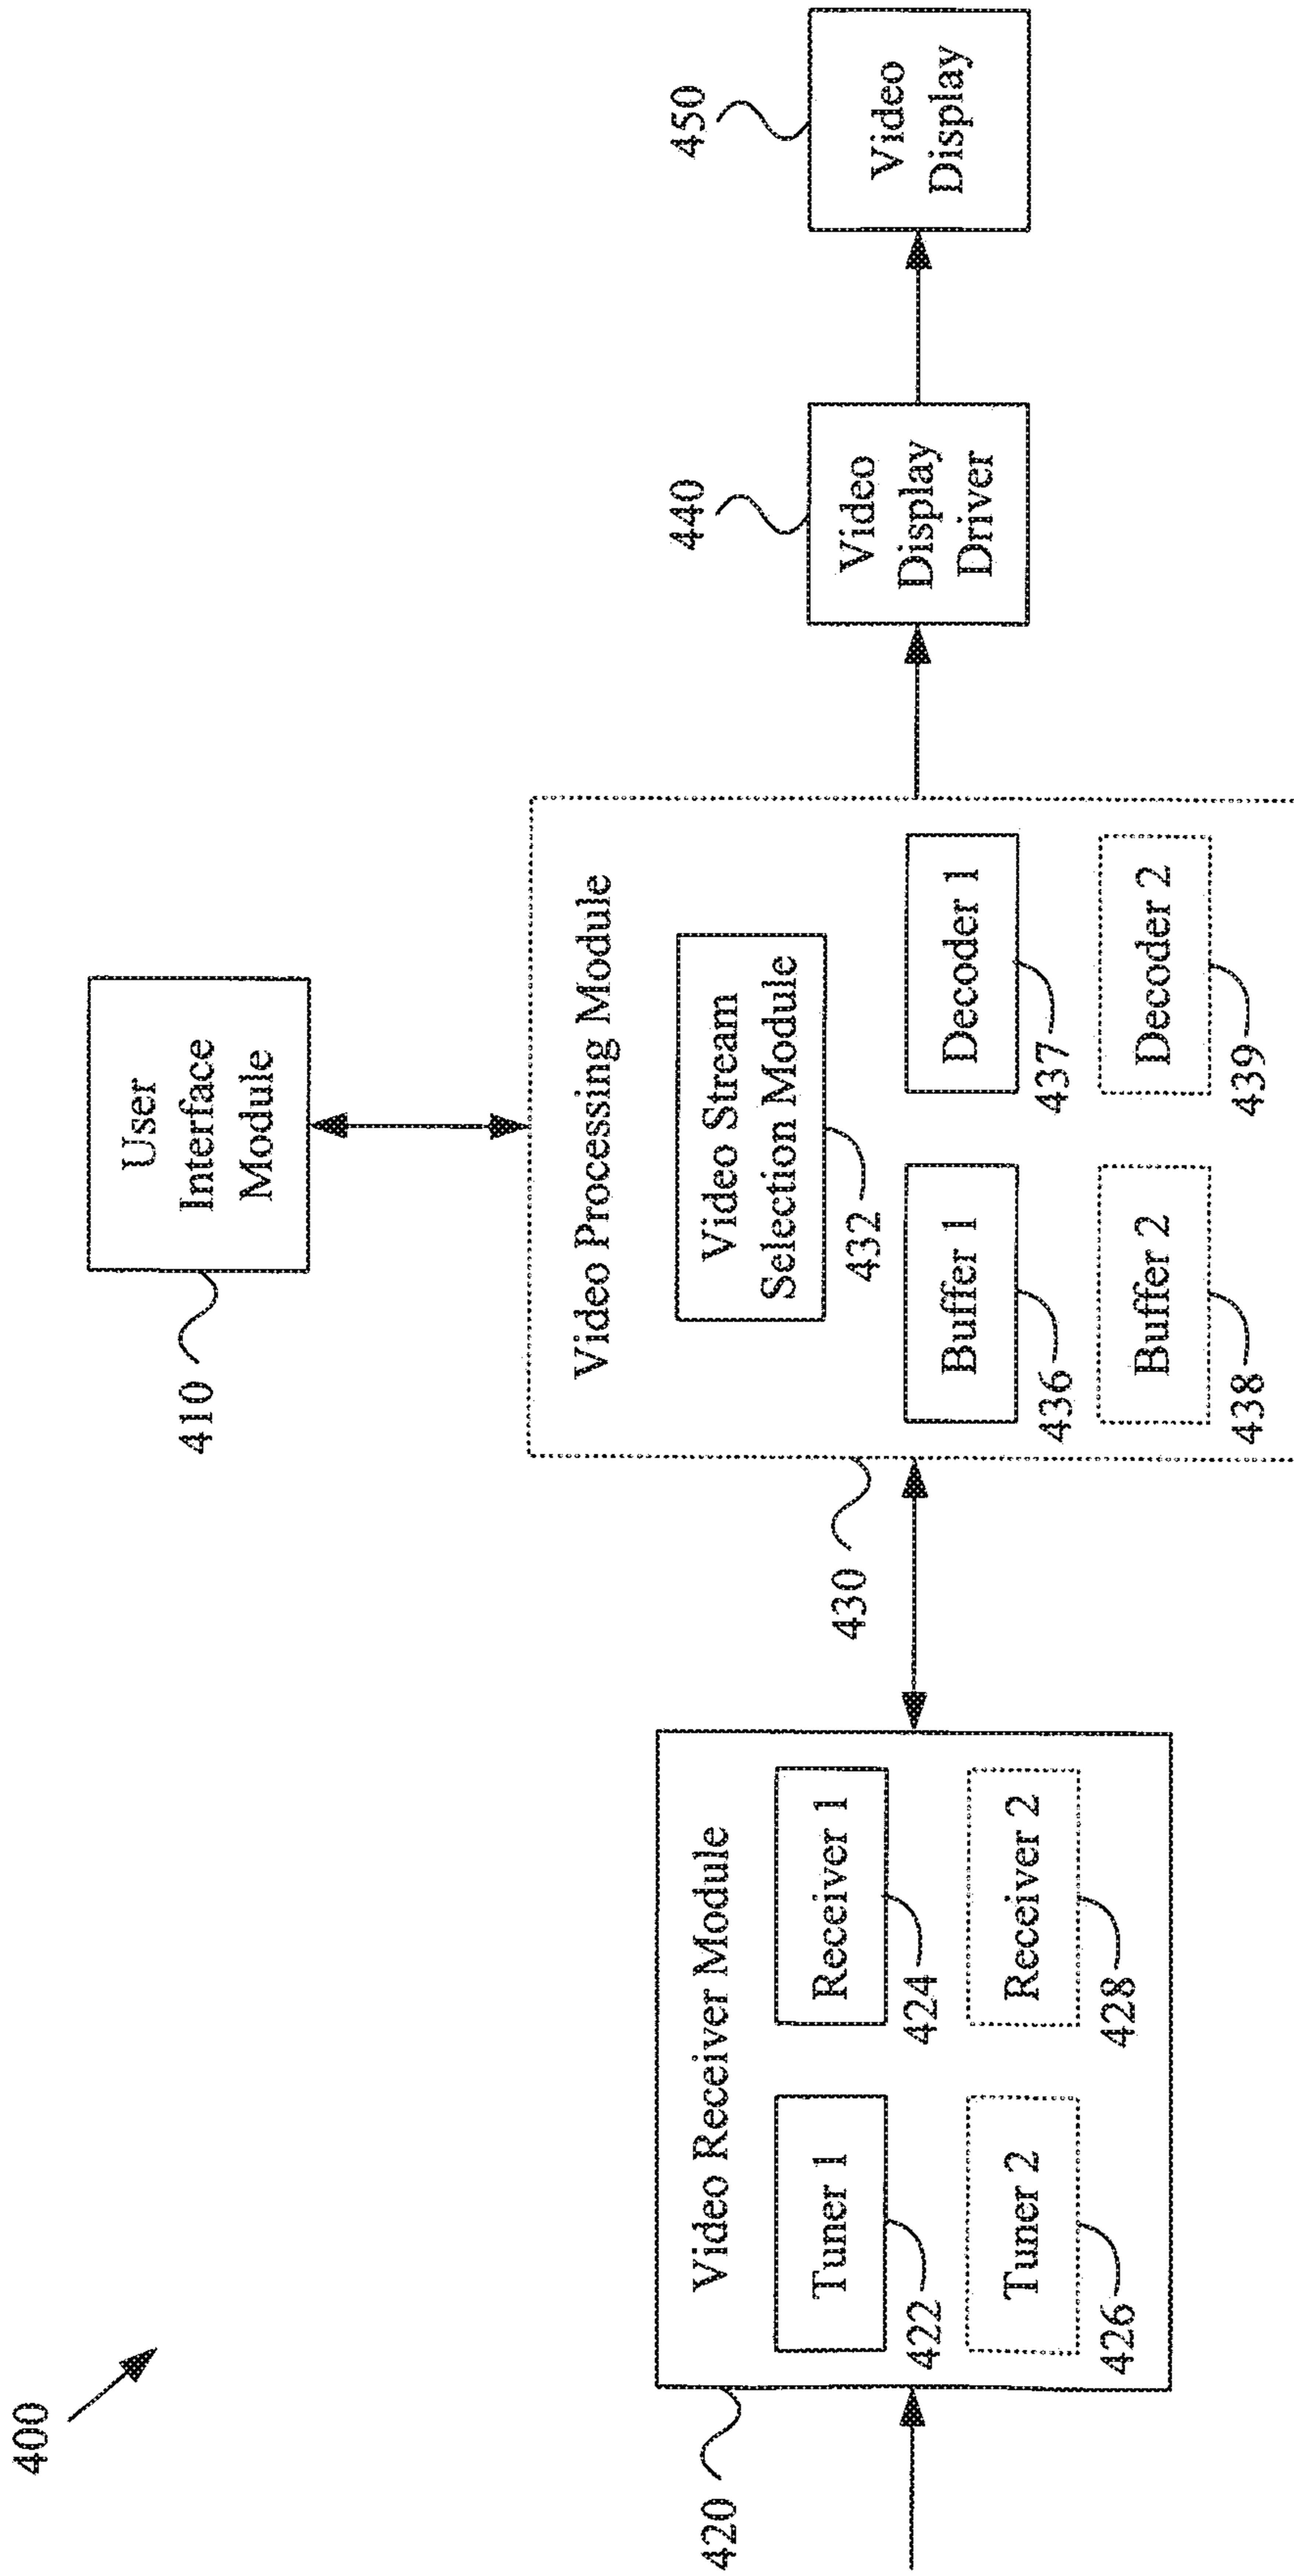 400
User
Interface
Module
410
Video Receiver Module
Tuner 1
422
Receiver 1
424
Tuner 2
426
Receiver 2
428
420
Video Processing Module
Video Stream
Selection Module
432
Buffer 1
436
Decoder 1
437
Buffer 2
438
Decoder 2
439
430
Video
Display
Driver
440
Video
Display
450